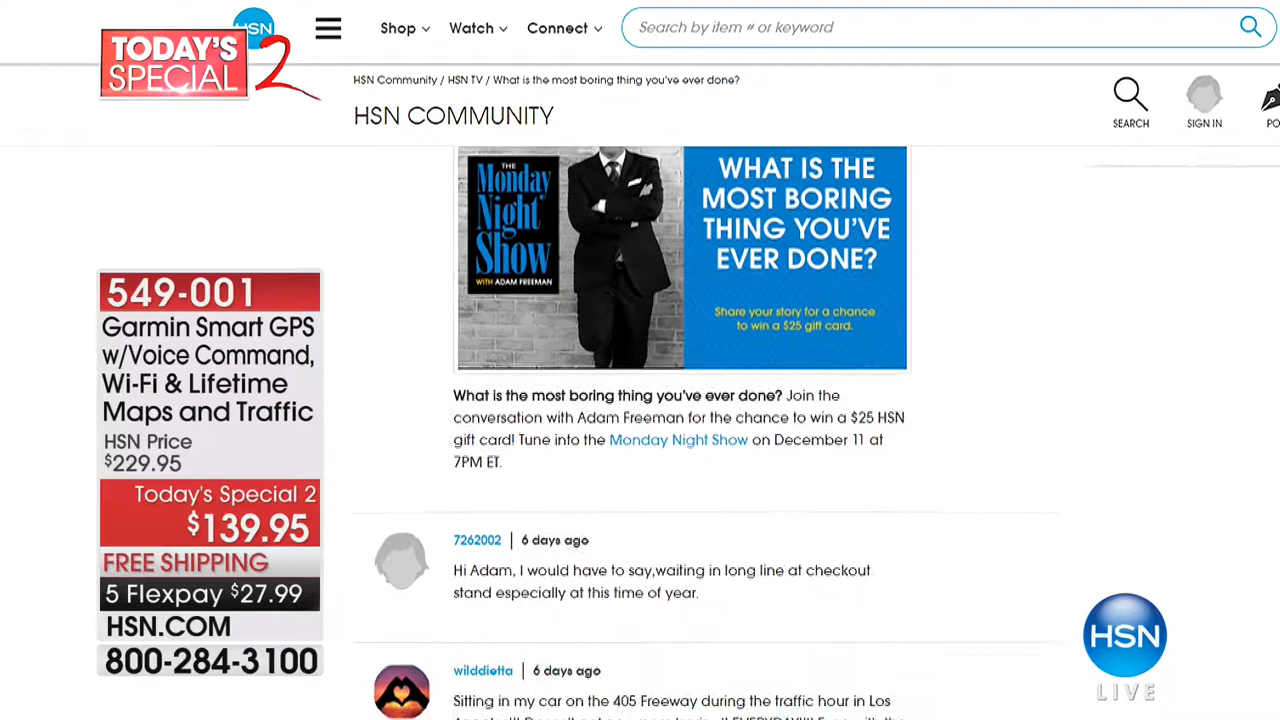 HSN
TODAY'S
SPECIAL 2
Shop
Watch
Connect
Search by item # or keyword
HSN Community / HSN TV / What is the most boring thing you've ever done?
HSN COMMUNITY
SEARCH
SIGN IN
PO
THE
Monday
Night
Show
WITH ADAM FREEMAN
WHAT IS THE
MOST BORING
THING YOU'VE
EVER DONE?
Share your story for a chance
to win a $25 gift card.
549-001
Garmin Smart GPS
w/Voice Command,
Wi-Fi & Lifetime
Maps and Traffic
HSN Price
$229.95
Today's Special 2
$139.95
FREE SHIPPING
5 Flexpay $27.99
HSN.COM
800-284-3100
What is the most boring thing you've ever done? Join the
conversation with Adam Freeman for the chance to win a $25 HSN
gift card! Tune into the Monday Night Show on December 11 at
7PM ET.
7262002 | 6 days ago
Hi Adam, I would have to say,waiting in long line at checkout
stand especially at this time of year.
wilddietta | 6 days ago
Sitting in my car on the 405 Freeway during the traffic hour in Los
HSN
LIVE